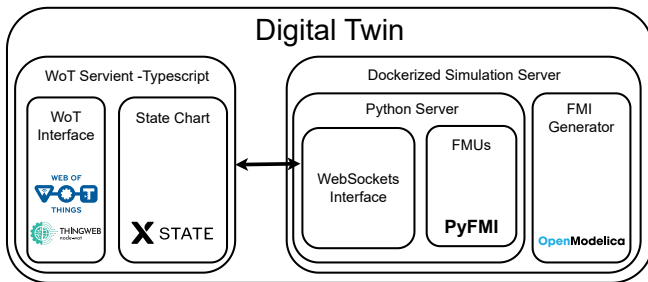 Digital Twin
WoT Servient -Typescript
WoT
Interface
WEB OF
WOT
THINGS
THINGWEB
node-wot
State Chart
X STATE
Dockerized Simulation Server
Python Server
WebSockets
Interface
FMUs
PyFMI
FMI
Generator
OpenModelica